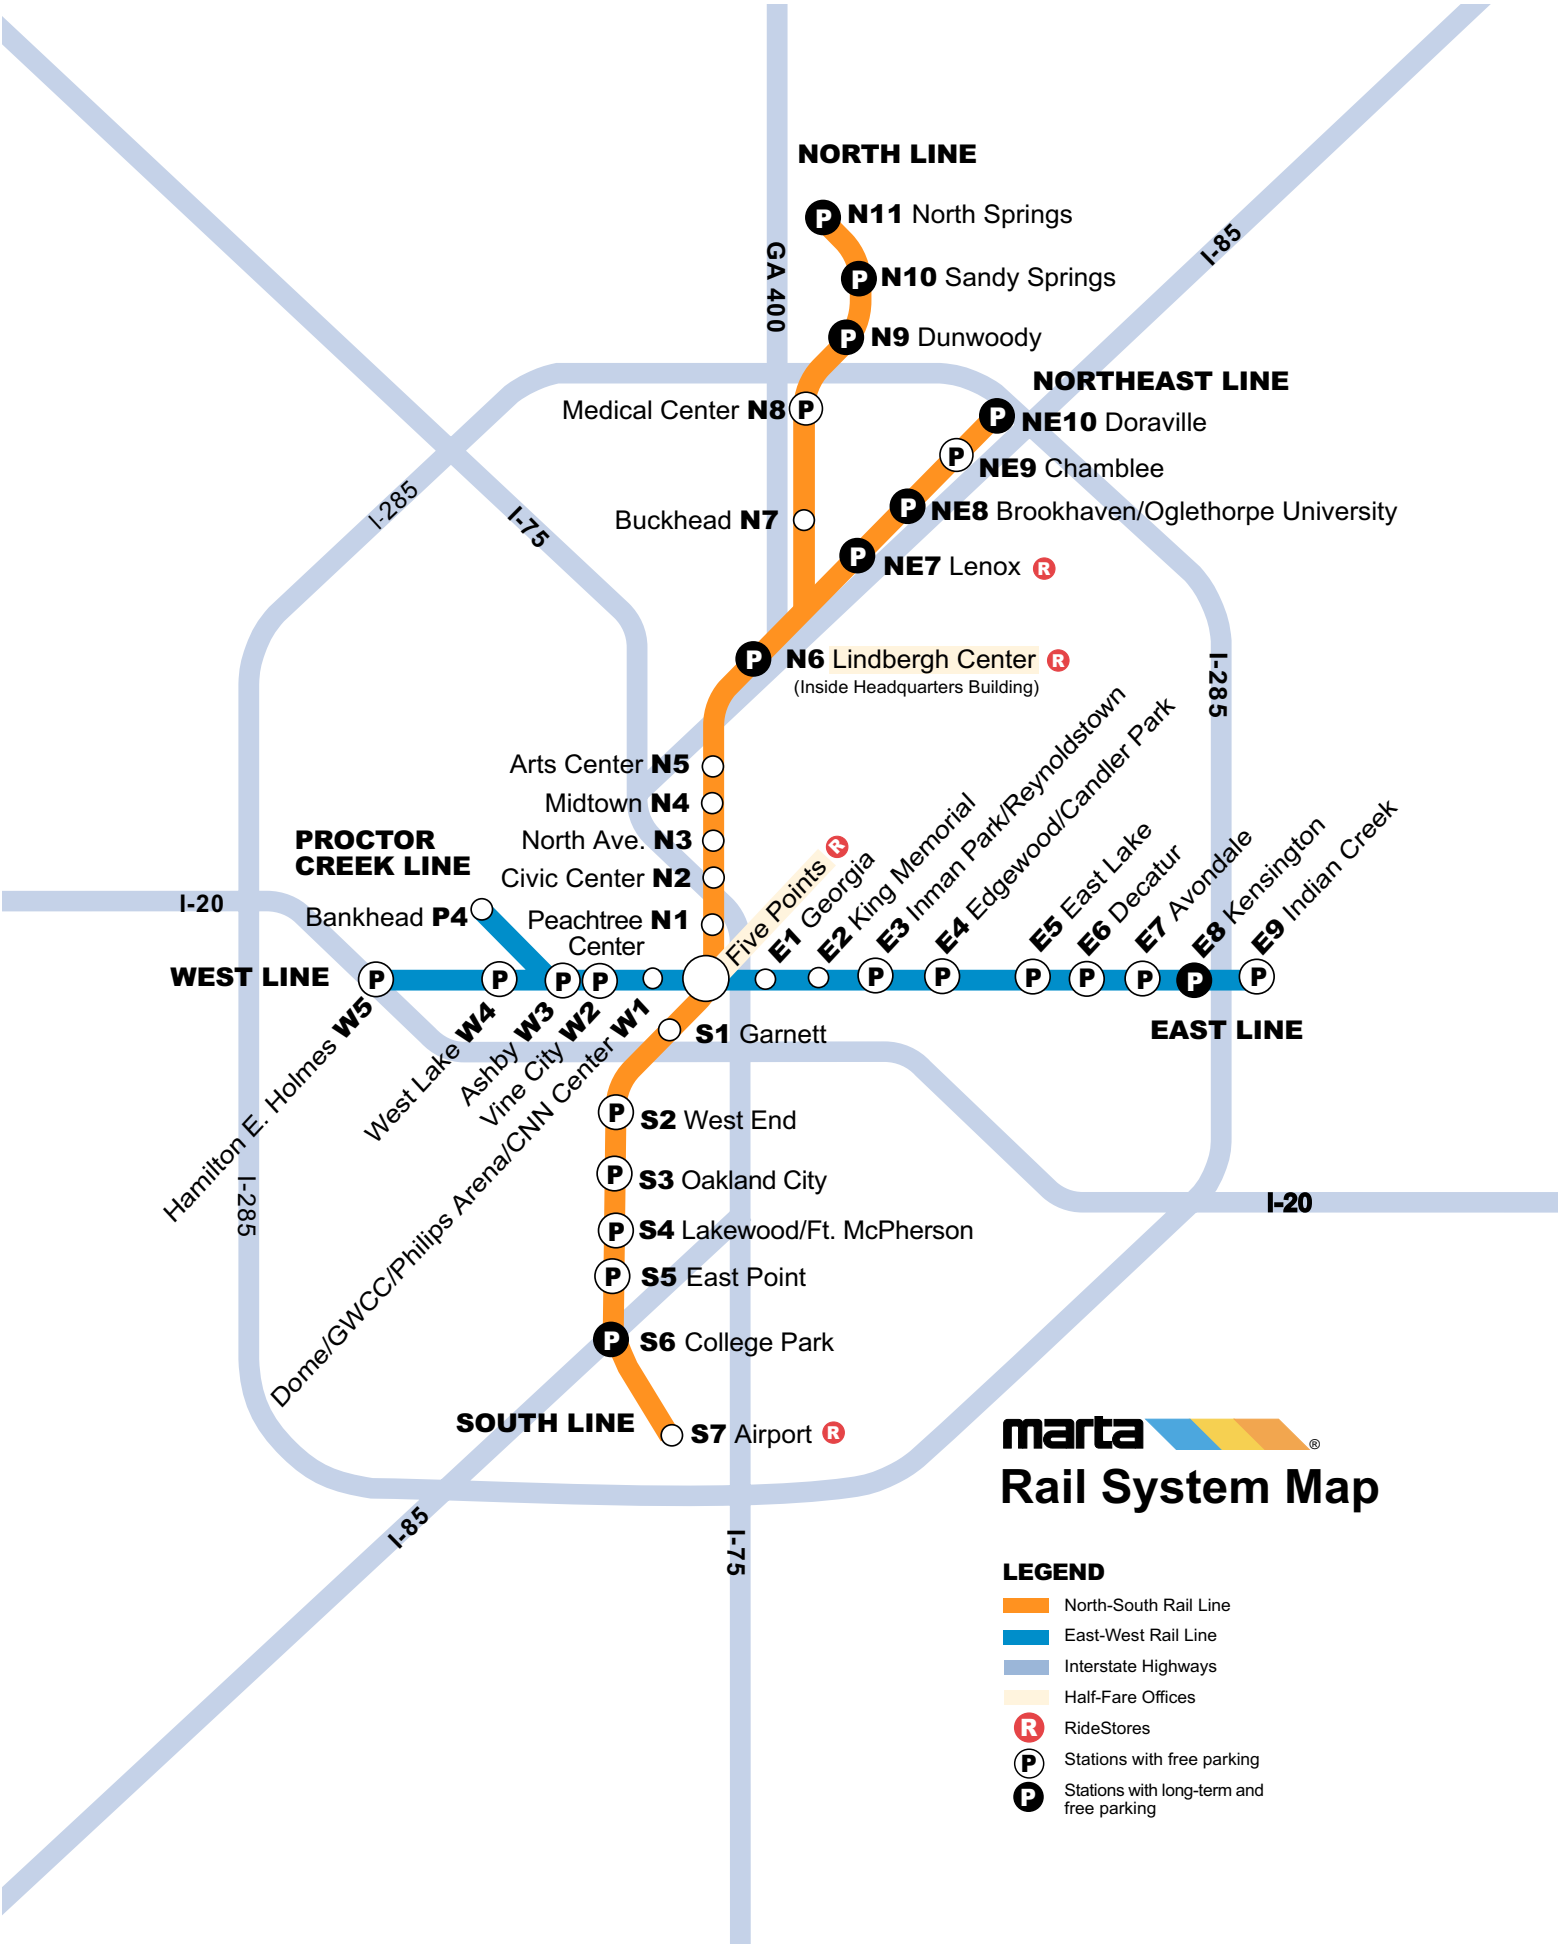 NORTH LINE
N11 North Springs
GA 400
I-85
N10 Sandy Springs
N9 Dunwoody
NORTHEAST LINE
Medical Center N8
NE10 Doraville
NE9 Chamblee
I-285
I-75
Buckhead N7
NE8 Brookhaven/Oglethorpe University
NE7 Lenox R
N6 Lindbergh Center R
(Inside Headquarters Building)
I-285
Arts Center N5
Midtown N4
North Ave. N3
Civic Center N2
Peachtree N1
Center
PROCTOR
CREEK LINE
I-20
Bankhead P4
Five Points R
E1 Georgia
E2 King Memorial
E3 Inman Park/Reynoldstown
E4 Edgewood/Candler Park
E5 East Lake
E6 Decatur
E7 Avondale
E8 Kensington
E9 Indian Creek
WEST LINE
EAST LINE
Hamilton E. Holmes W5
West Lake W4
Ashby W3
Vine City W2
Dome/GWCC/Philips Arena/CNN Center W1
S1 Garnett
S2 West End
S3 Oakland City
S4 Lakewood/Ft. McPherson
S5 East Point
S6 College Park
I-285
I-20
SOUTH LINE
S7 Airport R
I-85
I-75
marta ®
Rail System Map
LEGEND
North-South Rail Line
East-West Rail Line
Interstate Highways
Half-Fare Offices
R RideStores
P Stations with free parking
P Stations with long-term and
free parking